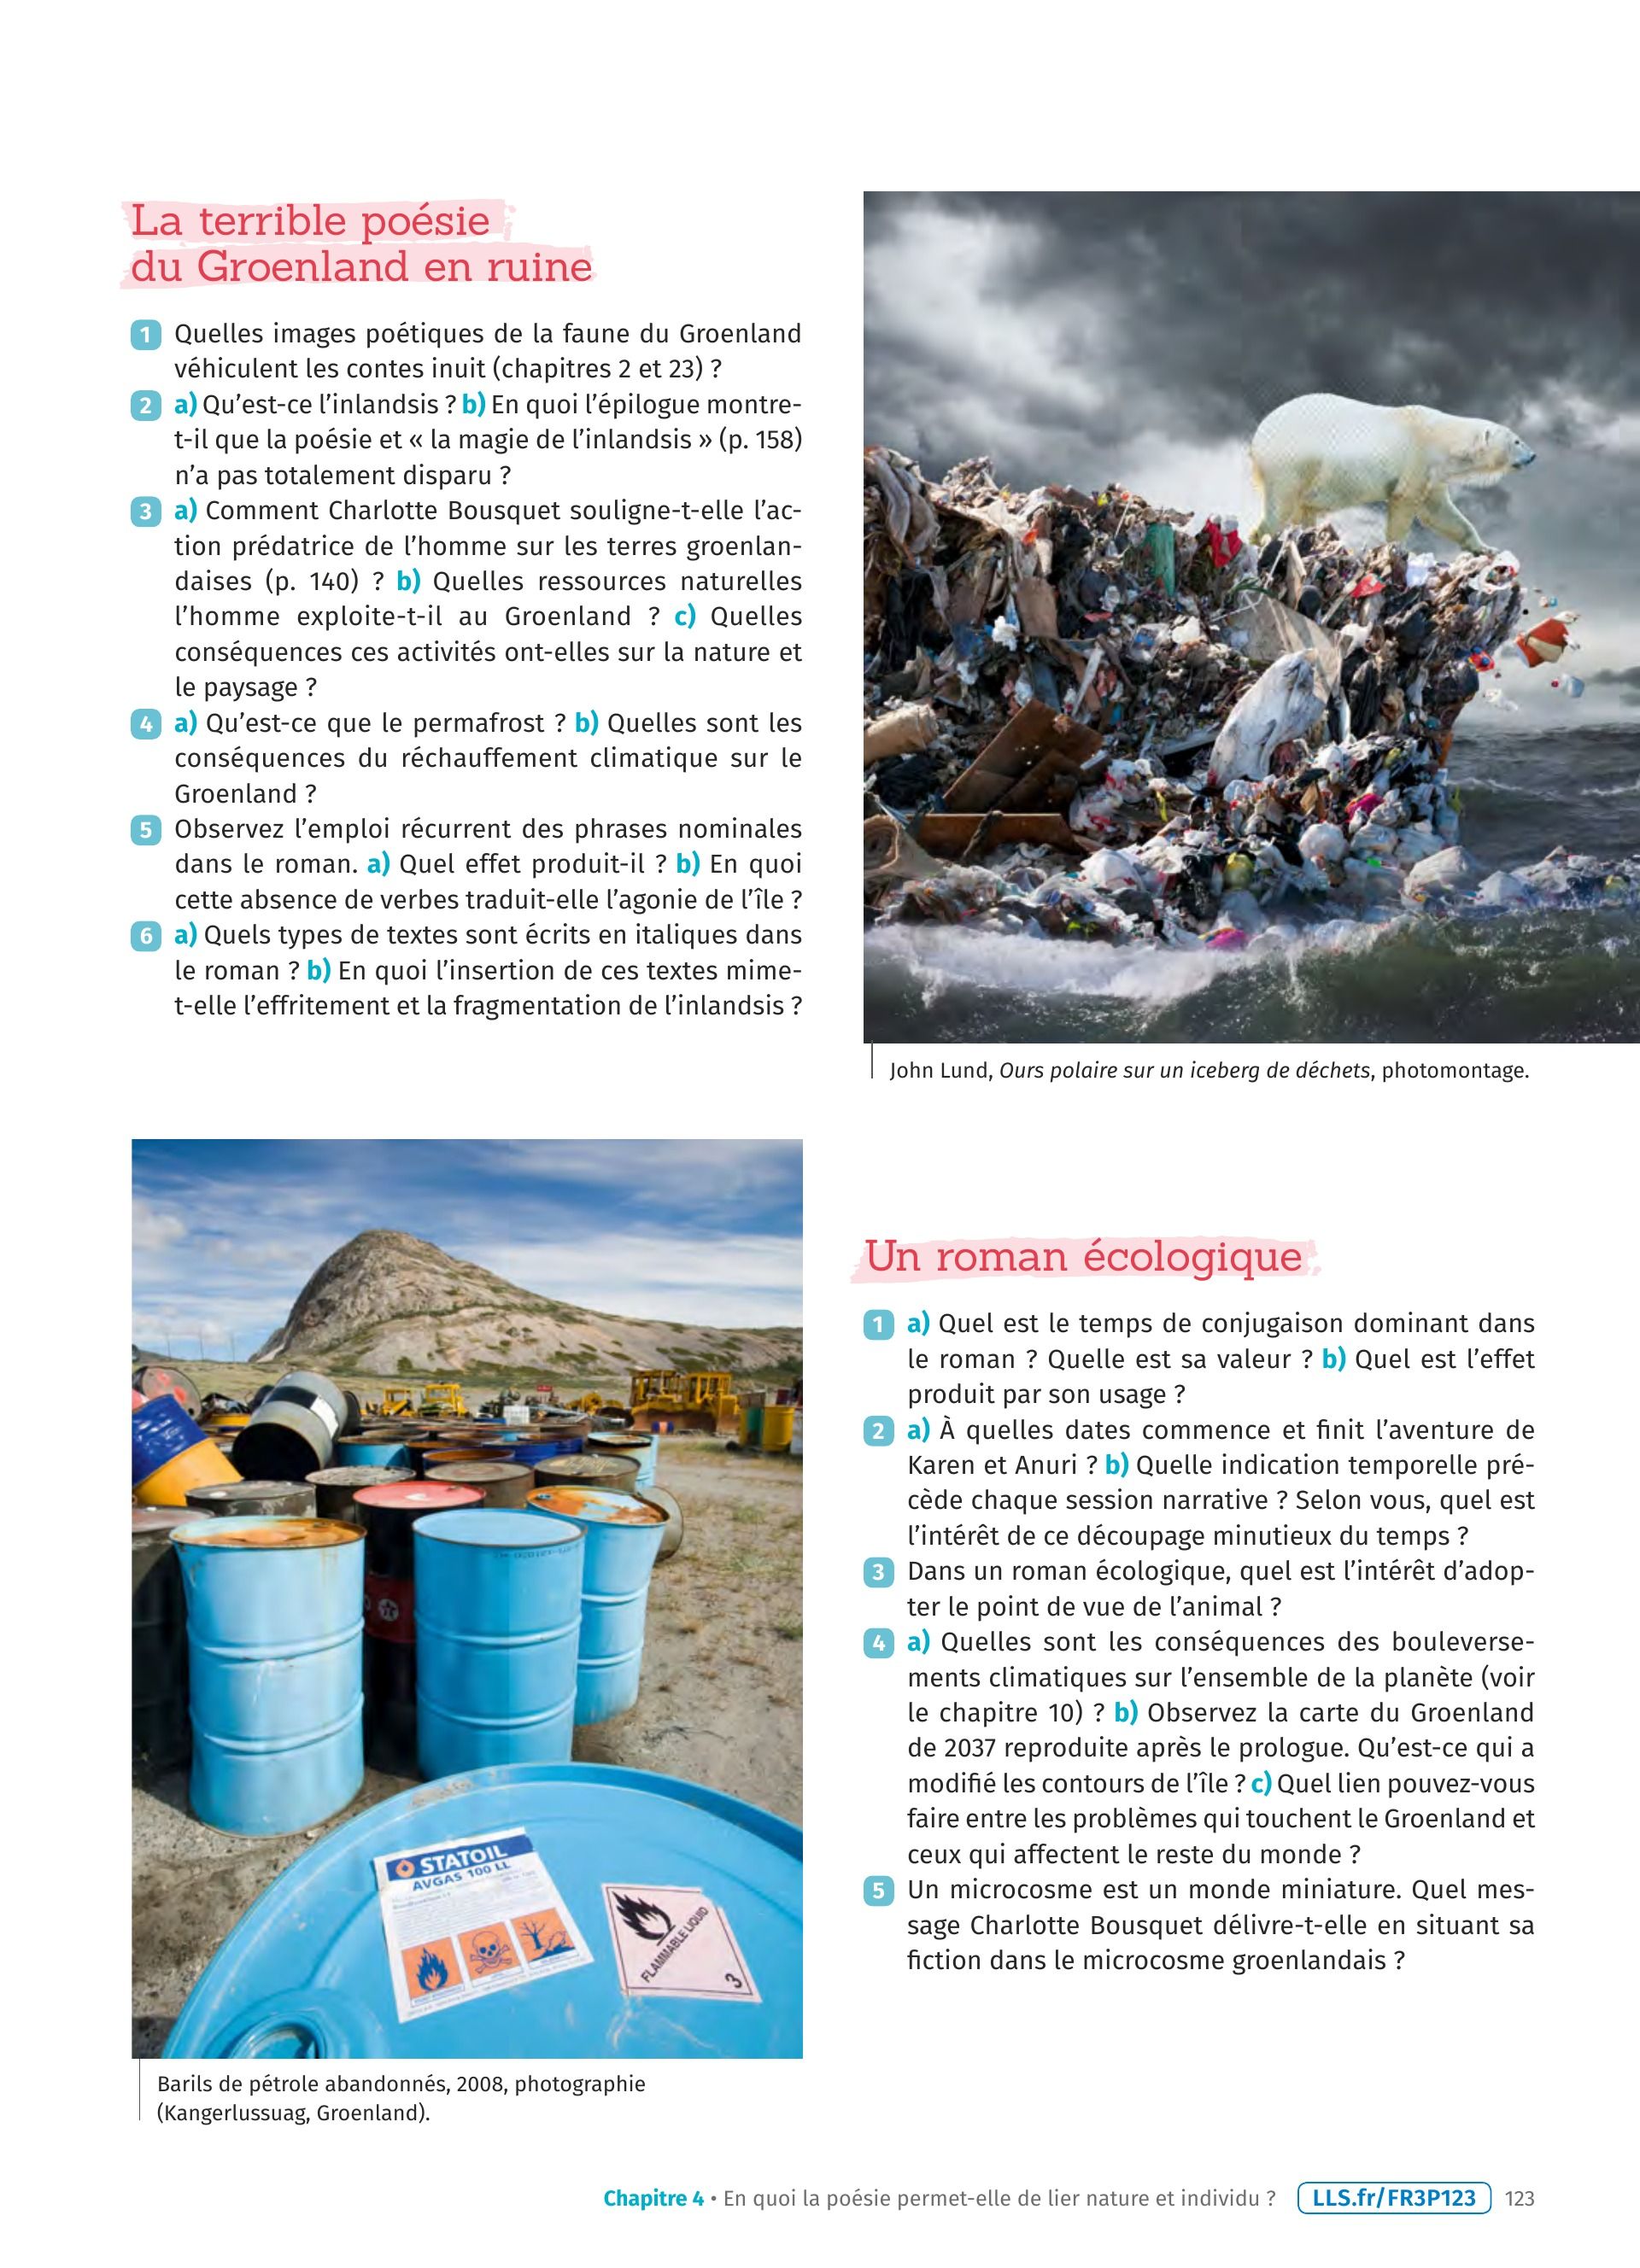 La terrible poésie
du Groenland en ruine
1 Quelles images poétiques de la faune du Groenland
véhiculent les contes inuit (chapitres 2 et 23) ?
2 a) Qu’est-ce l’inlandsis ? b) En quoi l’épilogue montre-
t-il que la poésie et « la magie de l’inlandsis » (p. 158)
n’a pas totalement disparu ?
3 a) Comment Charlotte Bousquet souligne-t-elle l’ac-
tion prédatrice de l’homme sur les terres groenlan-
daises (p. 140) ? b) Quelles ressources naturelles
l’homme exploite-t-il au Groenland ? c) Quelles
conséquences ces activités ont-elles sur la nature et
le paysage ?
4 a) Qu’est-ce que le permafrost ? b) Quelles sont les
conséquences du réchauffement climatique sur le
Groenland ?
5 Observez l’emploi récurrent des phrases nominales
dans le roman. a) Quel effet produit-il ? b) En quoi
cette absence de verbes traduit-elle l’agonie de l’île ?
6 a) Quels types de textes sont écrits en italiques dans
le roman ? b) En quoi l’insertion de ces textes mime-
t-elle l’effritement et la fragmentation de l’inlandsis ?
John Lund, Ours polaire sur un iceberg de déchets, photomontage.
STATOIL
AVGAS 100 LL
FLAMMABLE LIQUID
3
Barils de pétrole abandonnés, 2008, photographie
(Kangerlussuag, Groenland).
Un roman écologique
1 a) Quel est le temps de conjugaison dominant dans
le roman ? Quelle est sa valeur ? b) Quel est l’effet
produit par son usage ?
2 a) À quelles dates commence et finit l’aventure de
Karen et Anuri ? b) Quelle indication temporelle pré-
cède chaque session narrative ? Selon vous, quel est
l’intérêt de ce découpage minutieux du temps ?
3 Dans un roman écologique, quel est l’intérêt d’adop-
ter le point de vue de l’animal ?
4 a) Quelles sont les conséquences des bouleverse-
ments climatiques sur l’ensemble de la planète (voir
le chapitre 10) ? b) Observez la carte du Groenland
de 2037 reproduite après le prologue. Qu’est-ce qui a
modifié les contours de l’île ? c) Quel lien pouvez-vous
faire entre les problèmes qui touchent le Groenland et
ceux qui affectent le reste du monde ?
5 Un microcosme est un monde miniature. Quel mes-
sage Charlotte Bousquet délivre-t-elle en situant sa
fiction dans le microcosme groenlandais ?
Chapitre 4 • En quoi la poésie permet-elle de lier nature et individu ? LLS.fr/FR3P123 123